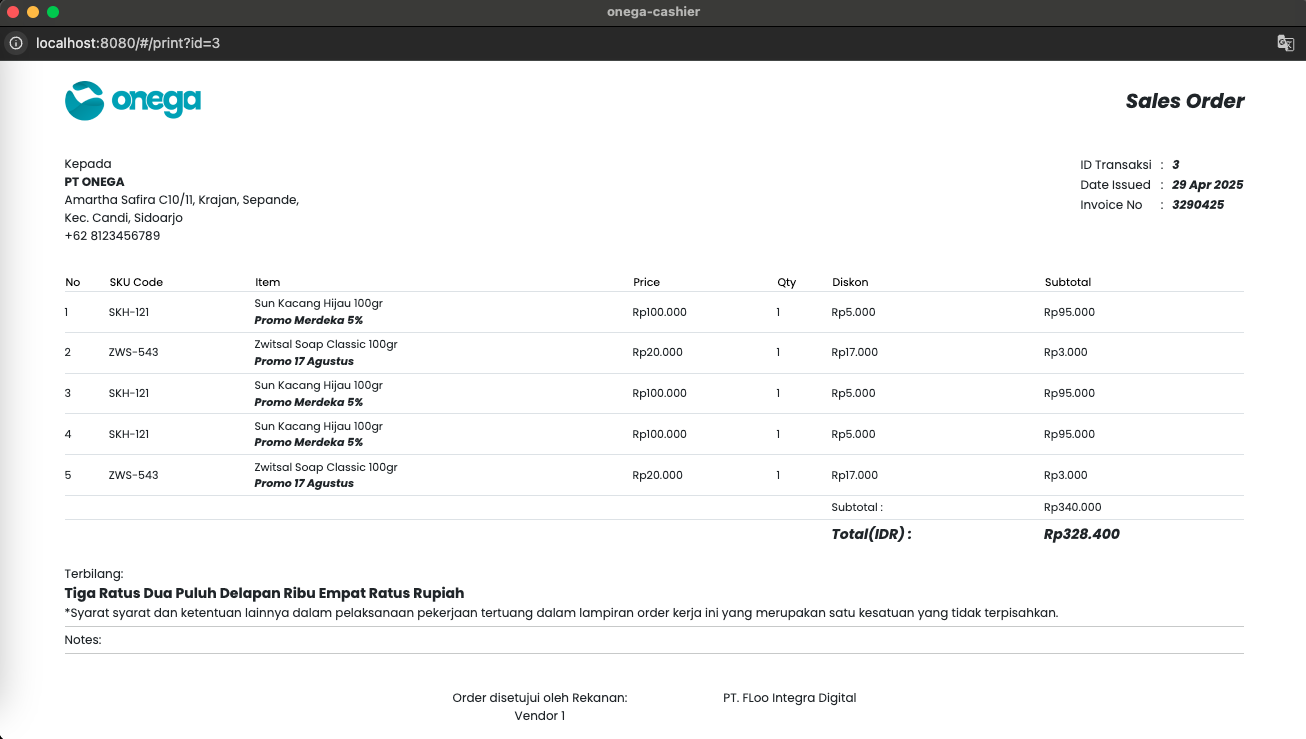 onega-cashier
localhost:8080/#/print?id=3
onega
Sales Order
Kepada
PT ONEGA
Amartha Safira C10/11, Krajan, Sepande,
Kec. Candi, Sidoarjo
+62 8123456789
ID Transaksi : 3
Date Issued : 29 Apr 2025
Invoice No : 3290425
No SKU Code Item Price Qty Diskon Subtotal
1 SKH-121 Sun Kacang Hijau 100gr Rp100.000 1 Rp5.000 Rp95.000
Promo Merdeka 5%
2 ZWS-543 Zwitsal Soap Classic 100gr Rp20.000 1 Rp17.000 Rp3.000
Promo 17 Agustus
3 SKH-121 Sun Kacang Hijau 100gr Rp100.000 1 Rp5.000 Rp95.000
Promo Merdeka 5%
4 SKH-121 Sun Kacang Hijau 100gr Rp100.000 1 Rp5.000 Rp95.000
Promo Merdeka 5%
5 ZWS-543 Zwitsal Soap Classic 100gr Rp20.000 1 Rp17.000 Rp3.000
Promo 17 Agustus
Subtotal : Rp340.000
Total(IDR) : Rp328.400
Terbilang:
Tiga Ratus Dua Puluh Delapan Ribu Empat Ratus Rupiah
*Syarat syarat dan ketentuan lainnya dalam pelaksanaan pekerjaan tertuang dalam lampiran order kerja ini yang merupakan satu kesatuan yang tidak terpisahkan.
Notes:
Order disetujui oleh Rekanan: PT. FLoo Integra Digital
Vendor 1